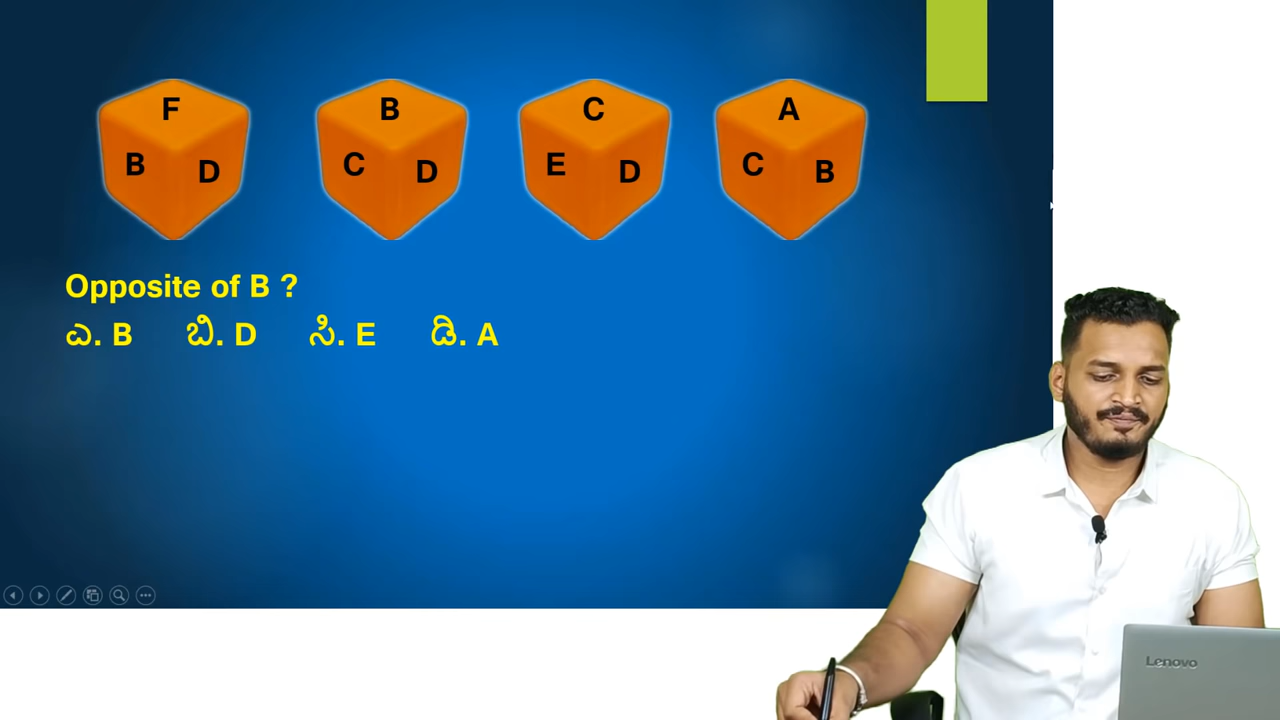 F B C A
B D C D E D C B
Opposite of B ?
ಎ. B ಬಿ. D ಸಿ. E ಡಿ. A
Lenovo